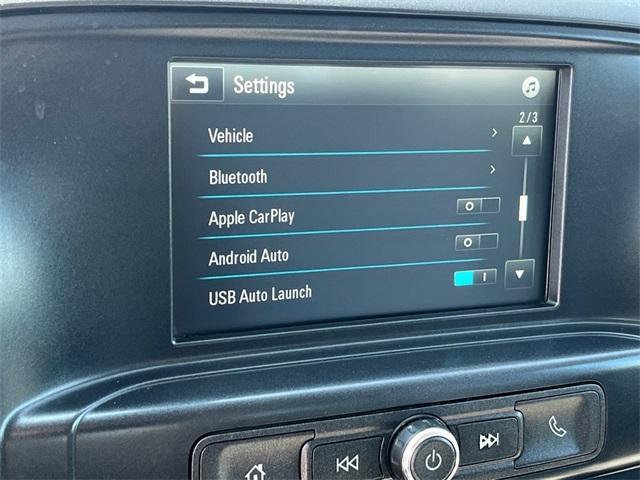 Settings
2/3
Vehicle
Bluetooth
Apple CarPlay
Android Auto
USB Auto Launch